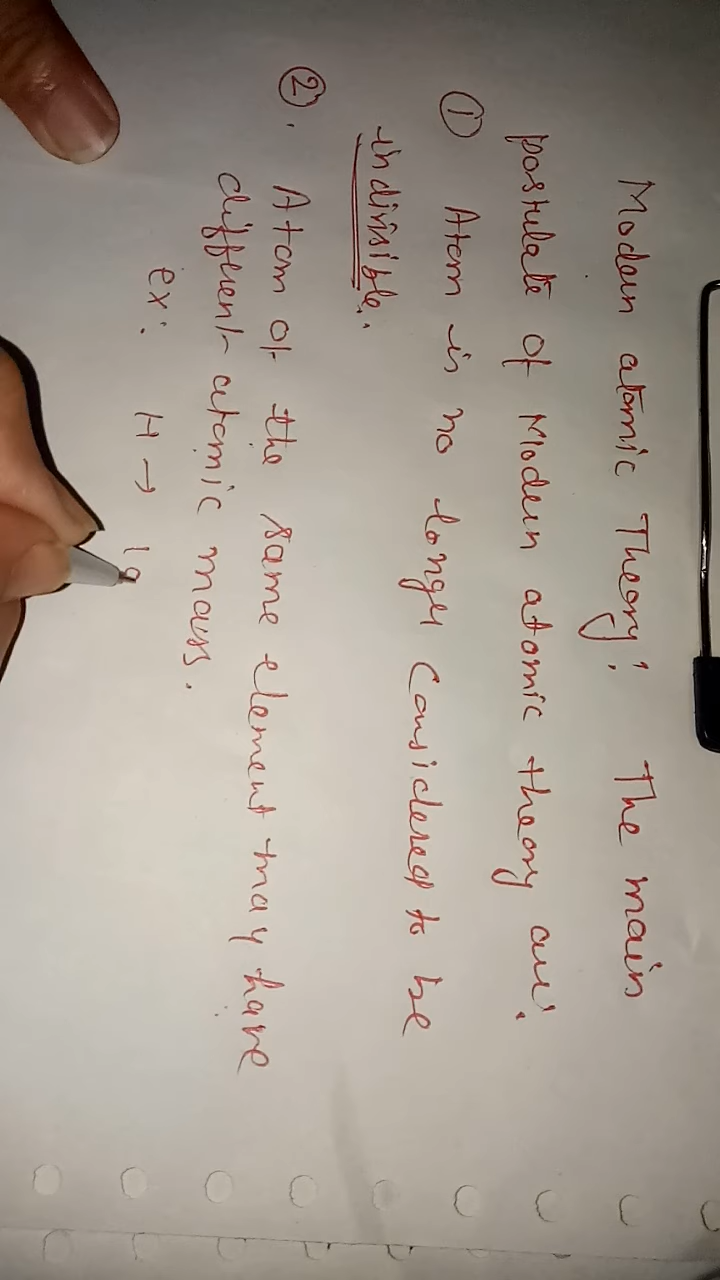 Modern atomic Theory: The main
postulate of Modern atomic theory are:
① Atom is no longer Considered to be
indivisible.
②. Atom of the same element may have
different atomic mass.
ex: H →